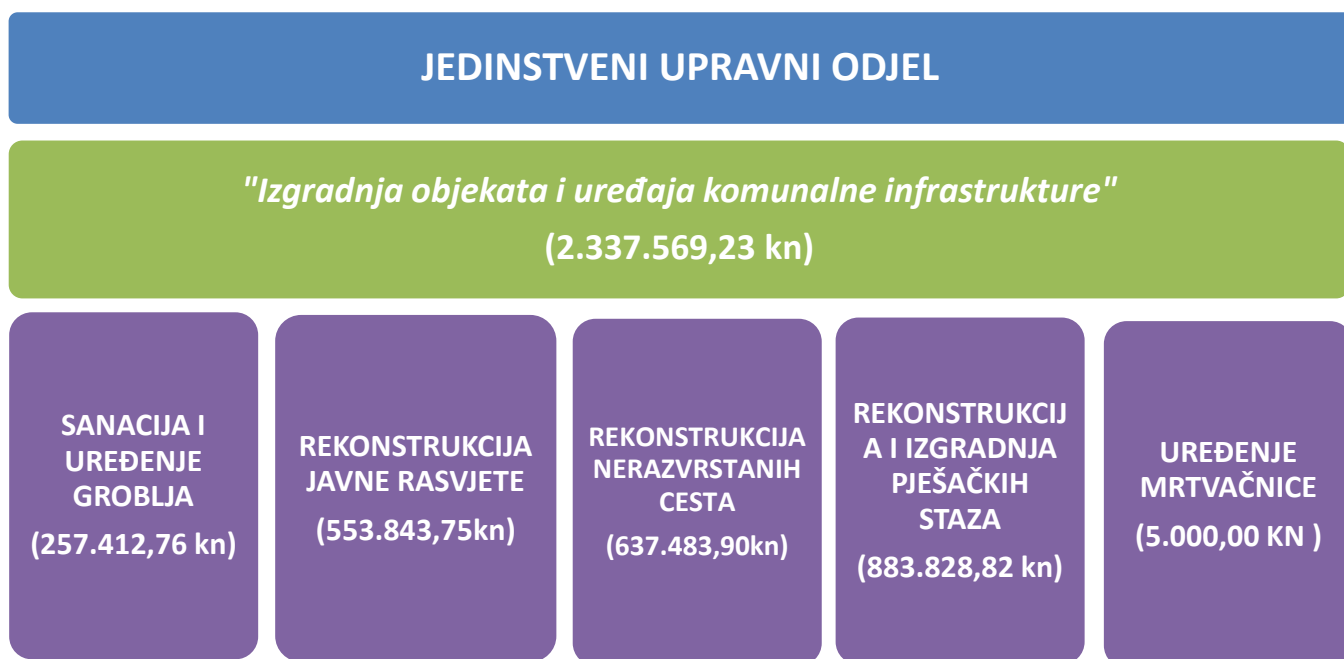 JEDINSTVENI UPRAVNI ODJEL
"Izgradnja objekata i uređaja komunalne infrastrukture"
(2.337.569,23 kn)
SANACIJA I
UREĐENJE
GROBLJA
(257.412,76 kn)
REKONSTRUKCIJA
JAVNE RASVJETE
(553.843,75kn)
REKONSTRUKCIJA
NERAZVRSTANIH
CESTA
(637.483,90kn)
REKONSTRUKCIJ
A I IZGRADNJA
PJEŠAČKIH
STAZA
(883.828,82 kn)
UREĐENJE
MRTVAČNICE
(5.000,00 KN )